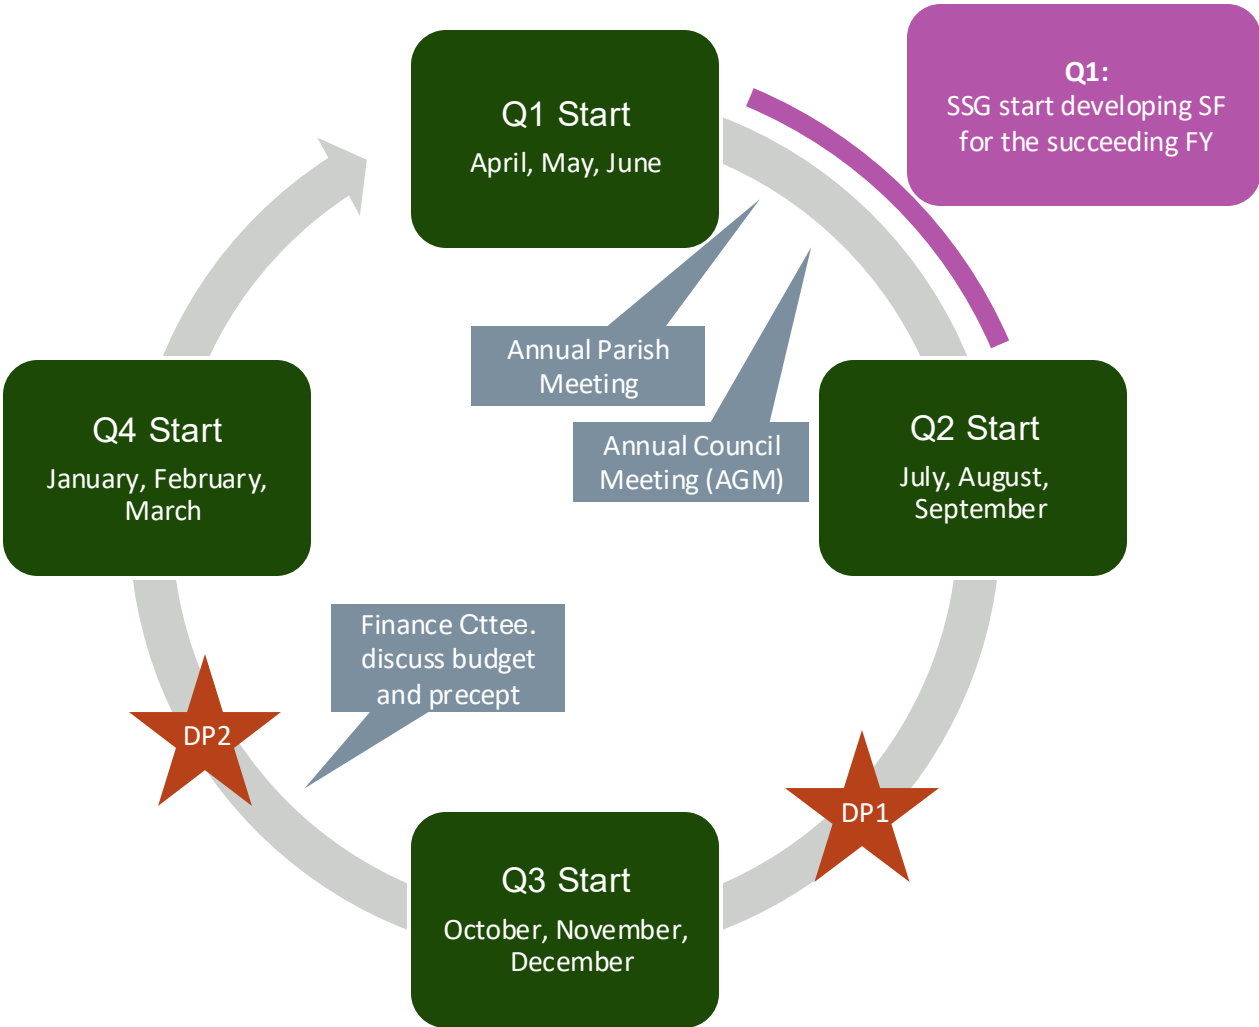 Q1 Start
April, May, June
Q1:
SSG start developing SF
for the succeeding FY
Annual Parish
Meeting
Annual Council
Meeting (AGM)
Q2 Start
July, August,
September
DP1
Q3 Start
October, November,
December
Finance Cttee.
discuss budget
and precept
DP2
Q4 Start
January, February,
March